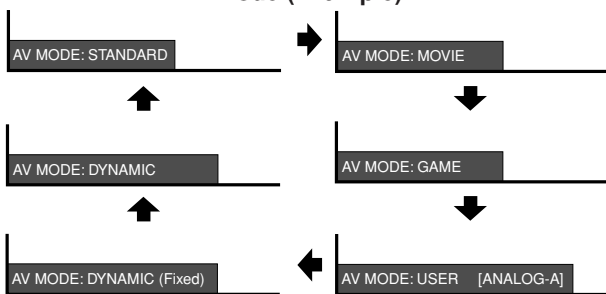 AV MODE: STANDARD
AV MODE: MOVIE
AV MODE: DYNAMIC
AV MODE: GAME
AV MODE: DYNAMIC (Fixed)
AV MODE: USER [ANALOG-A]